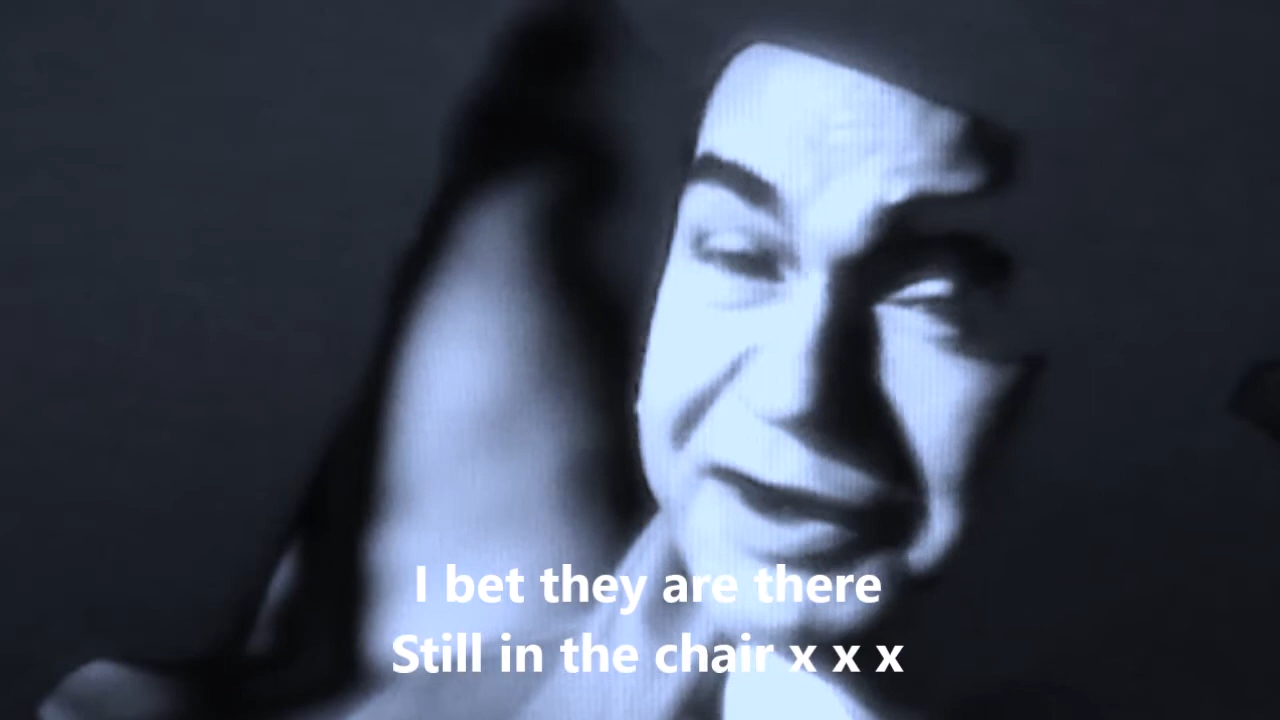 I bet they are there
Still in the chair x x x